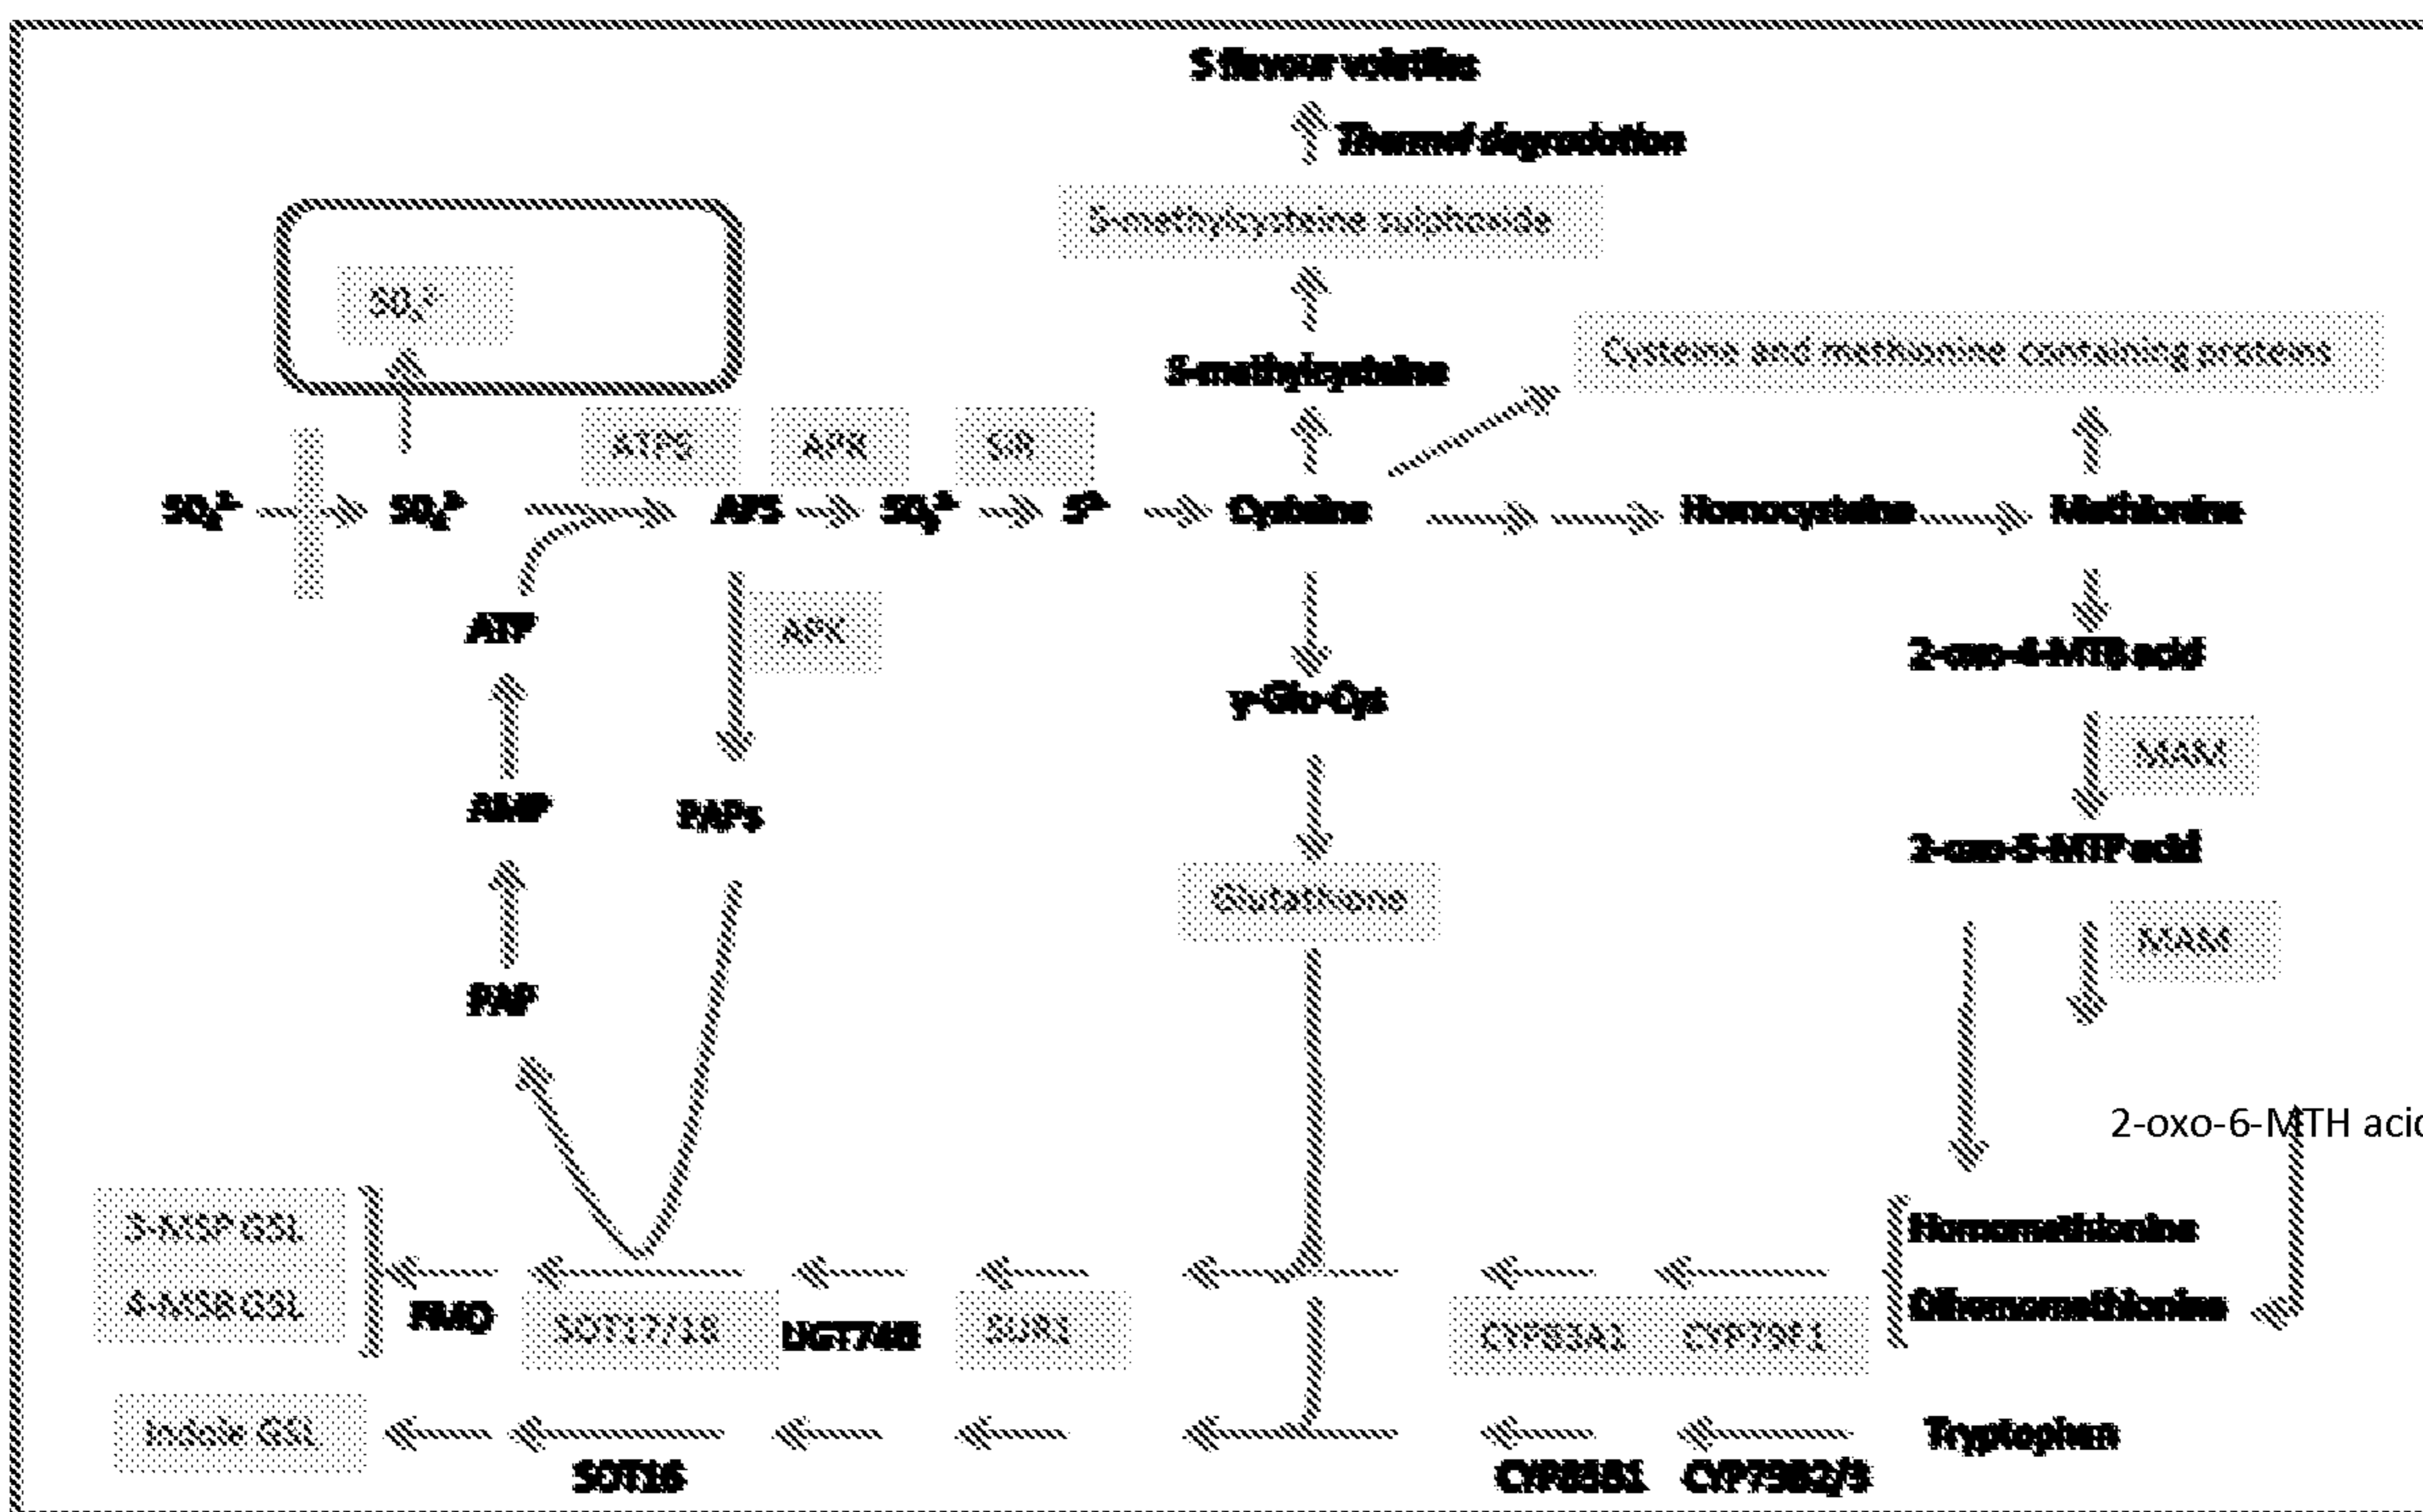 S flavour volatiles
Thermal degradation
S-methylcysteine sulphoxide
SO₄²⁻
S-methylcysteine
Cysteine and methionine containing proteins
ATPS APR SiR
SO₄²⁻ SO₄²⁻ APS SO₃²⁻ S²⁻ Cysteine Homocysteine Methionine
ATP APK
2-oxo-4-MTB acid
γ-Glu-Cys
MAM
AMP PAPs
2-oxo-5-MTP acid
Glutathione
MAM
PAP
2-oxo-6-MTH acid
3-MSP GSL Homomethionine
4-MSB GSL Dihomomethionine
FMO SOT17/18 UGT74B SUR1 CYP83A1 CYP79F1
Indole GSL Tryptophan
SOT16 CYP83B1 CYP79B2/3